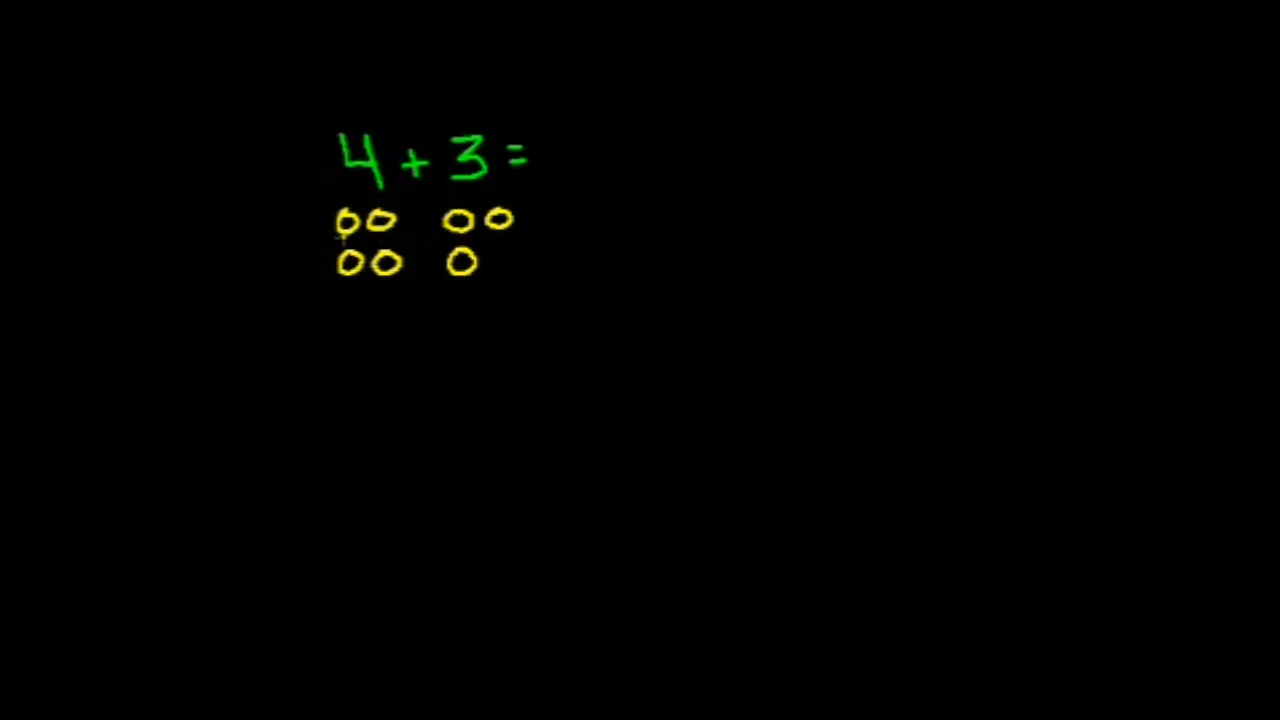 4 + 3 =